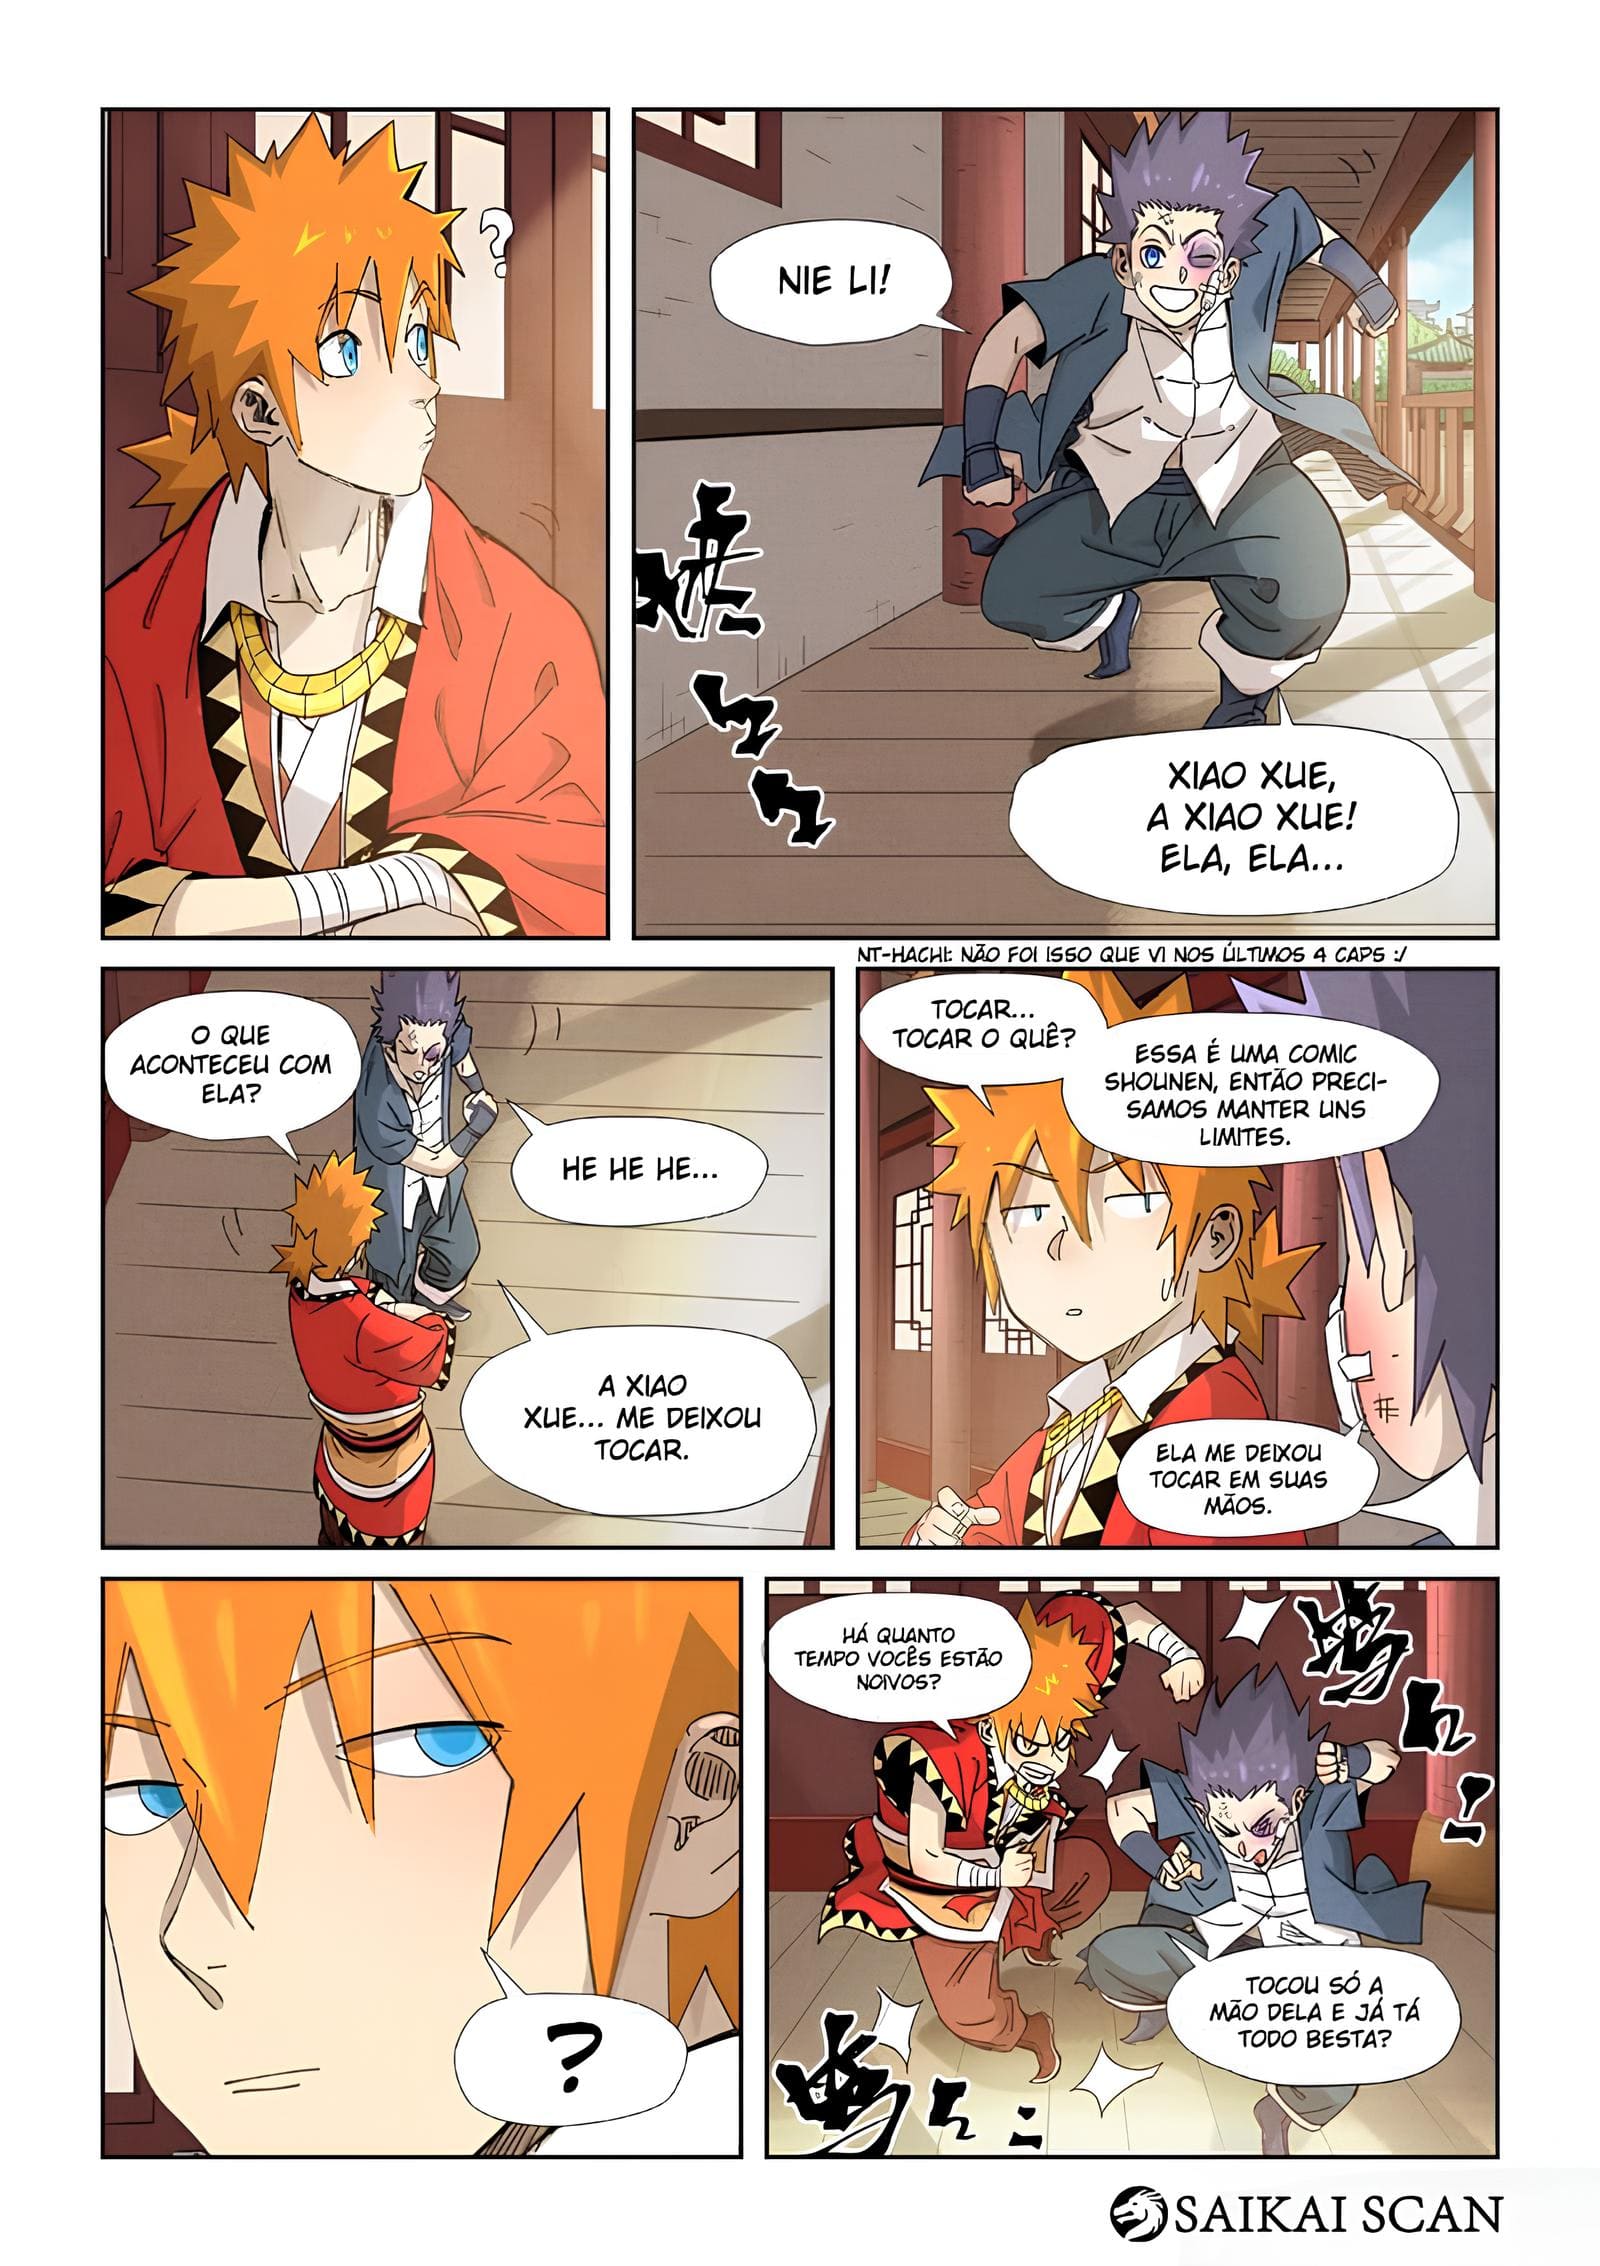 ?
NIE LI!
XIAO XUE,
A XIAO XUE!
ELA, ELA...
NT-HACHI: NÃO FOI ISSO QUE VI NOS ÚLTIMOS 4 CAPS :/
O QUE
ACONTECEU COM
ELA?
HE HE HE...
A XIAO
XUE... ME DEIXOU
TOCAR.
TOCAR...
TOCAR O QUÊ?
ESSA É UMA COMIC
SHOUNEN, ENTÃO PRECI-
SAMOS MANTER UNS
LIMITES.
ELA ME DEIXOU
TOCAR EM SUAS
MÃOS.
?
HÁ QUANTO
TEMPO VOCÊS ESTÃO
NOIVOS?
TOCOU SÓ A
MÃO DELA E JÁ TÁ
TODO BESTA?
SAIKAI SCAN